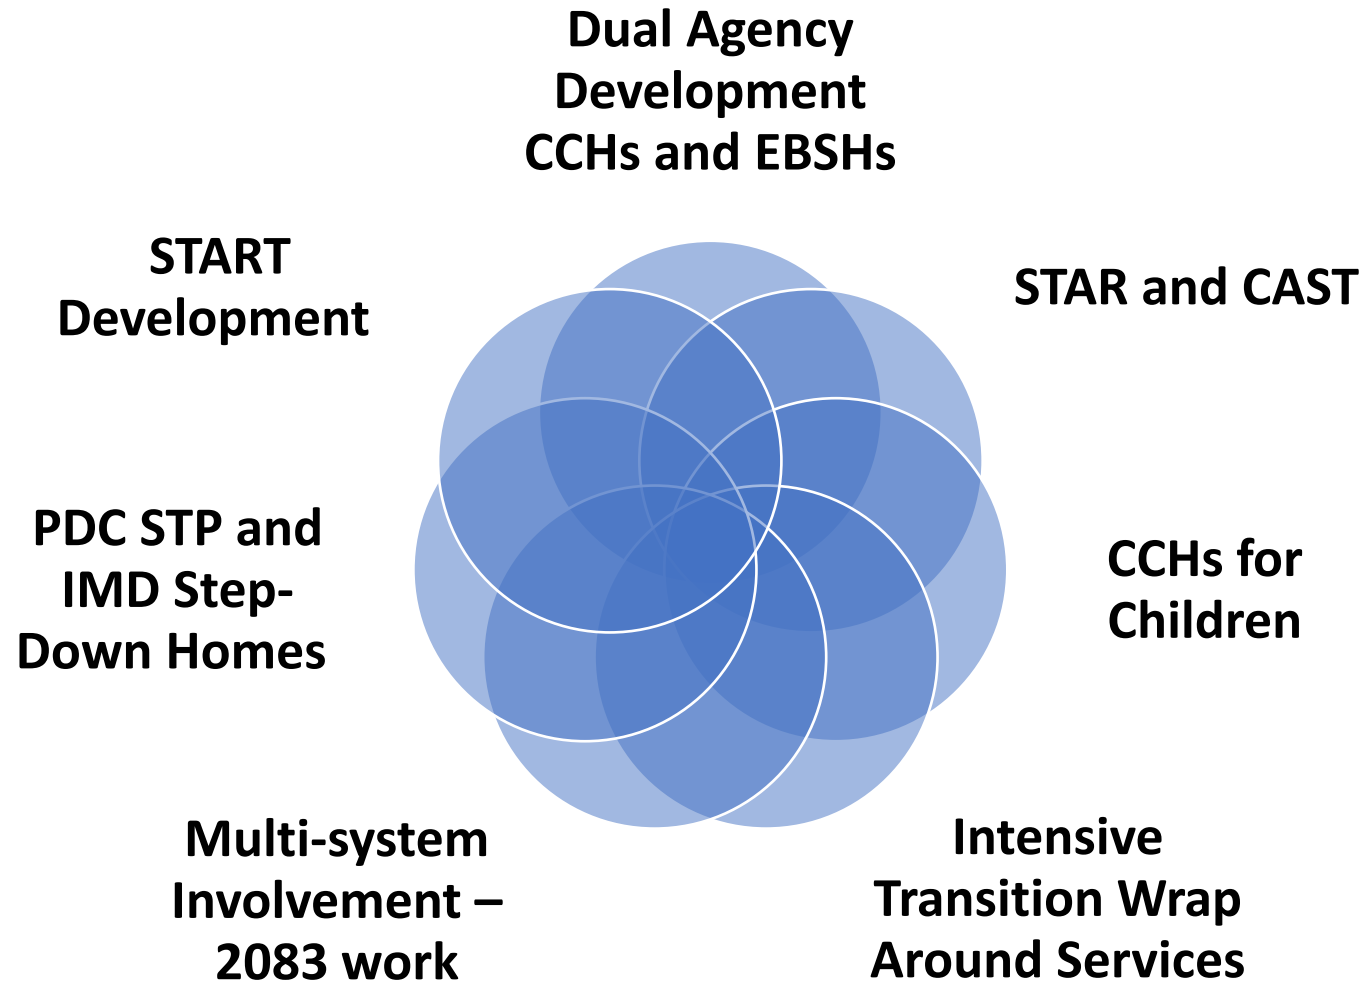 Dual Agency
Development
CCHs and EBSHs
START
Development
STAR and CAST
PDC STP and
IMD Step-
Down Homes
CCHs for
Children
Multi-system
Involvement –
2083 work
Intensive
Transition Wrap
Around Services